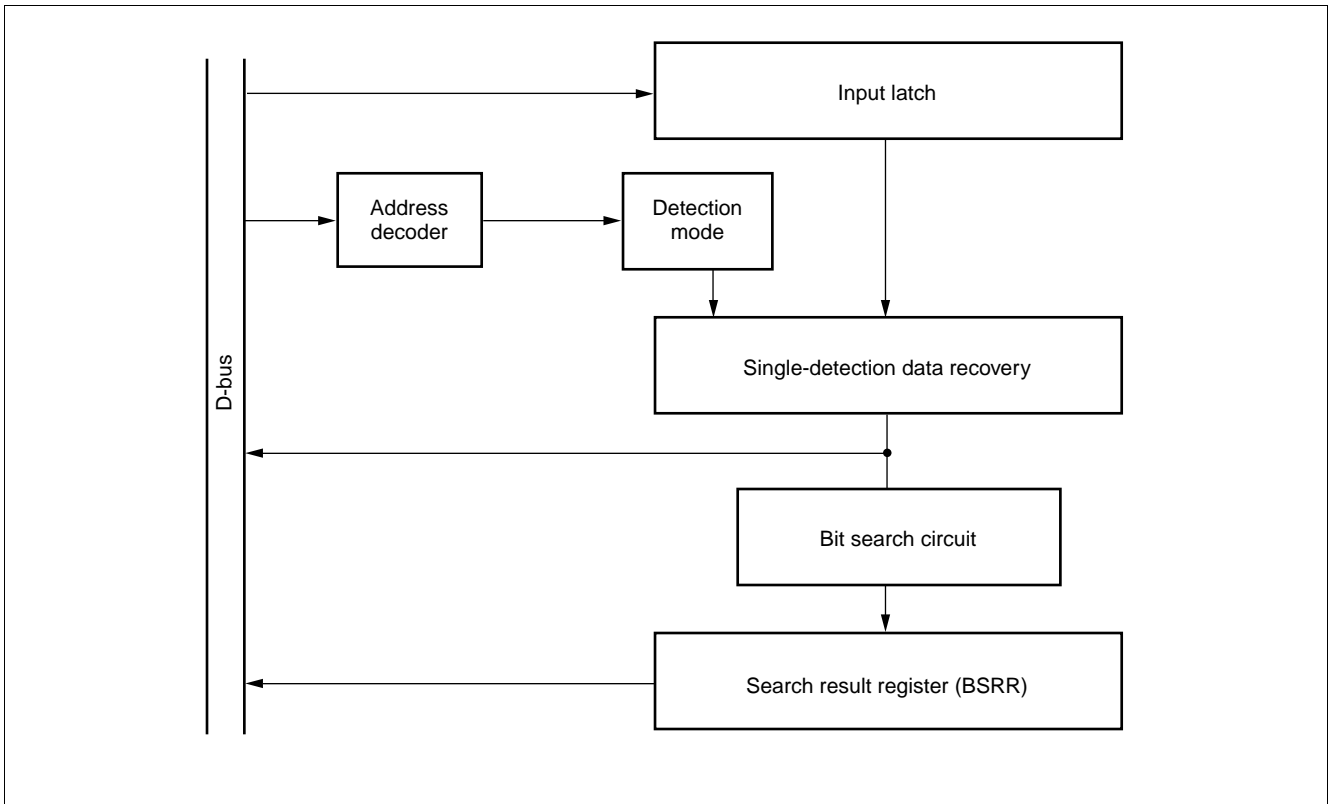 Input latch
Address
decoder
Detection
mode
Single-detection data recovery
D-bus
Bit search circuit
Search result register (BSRR)